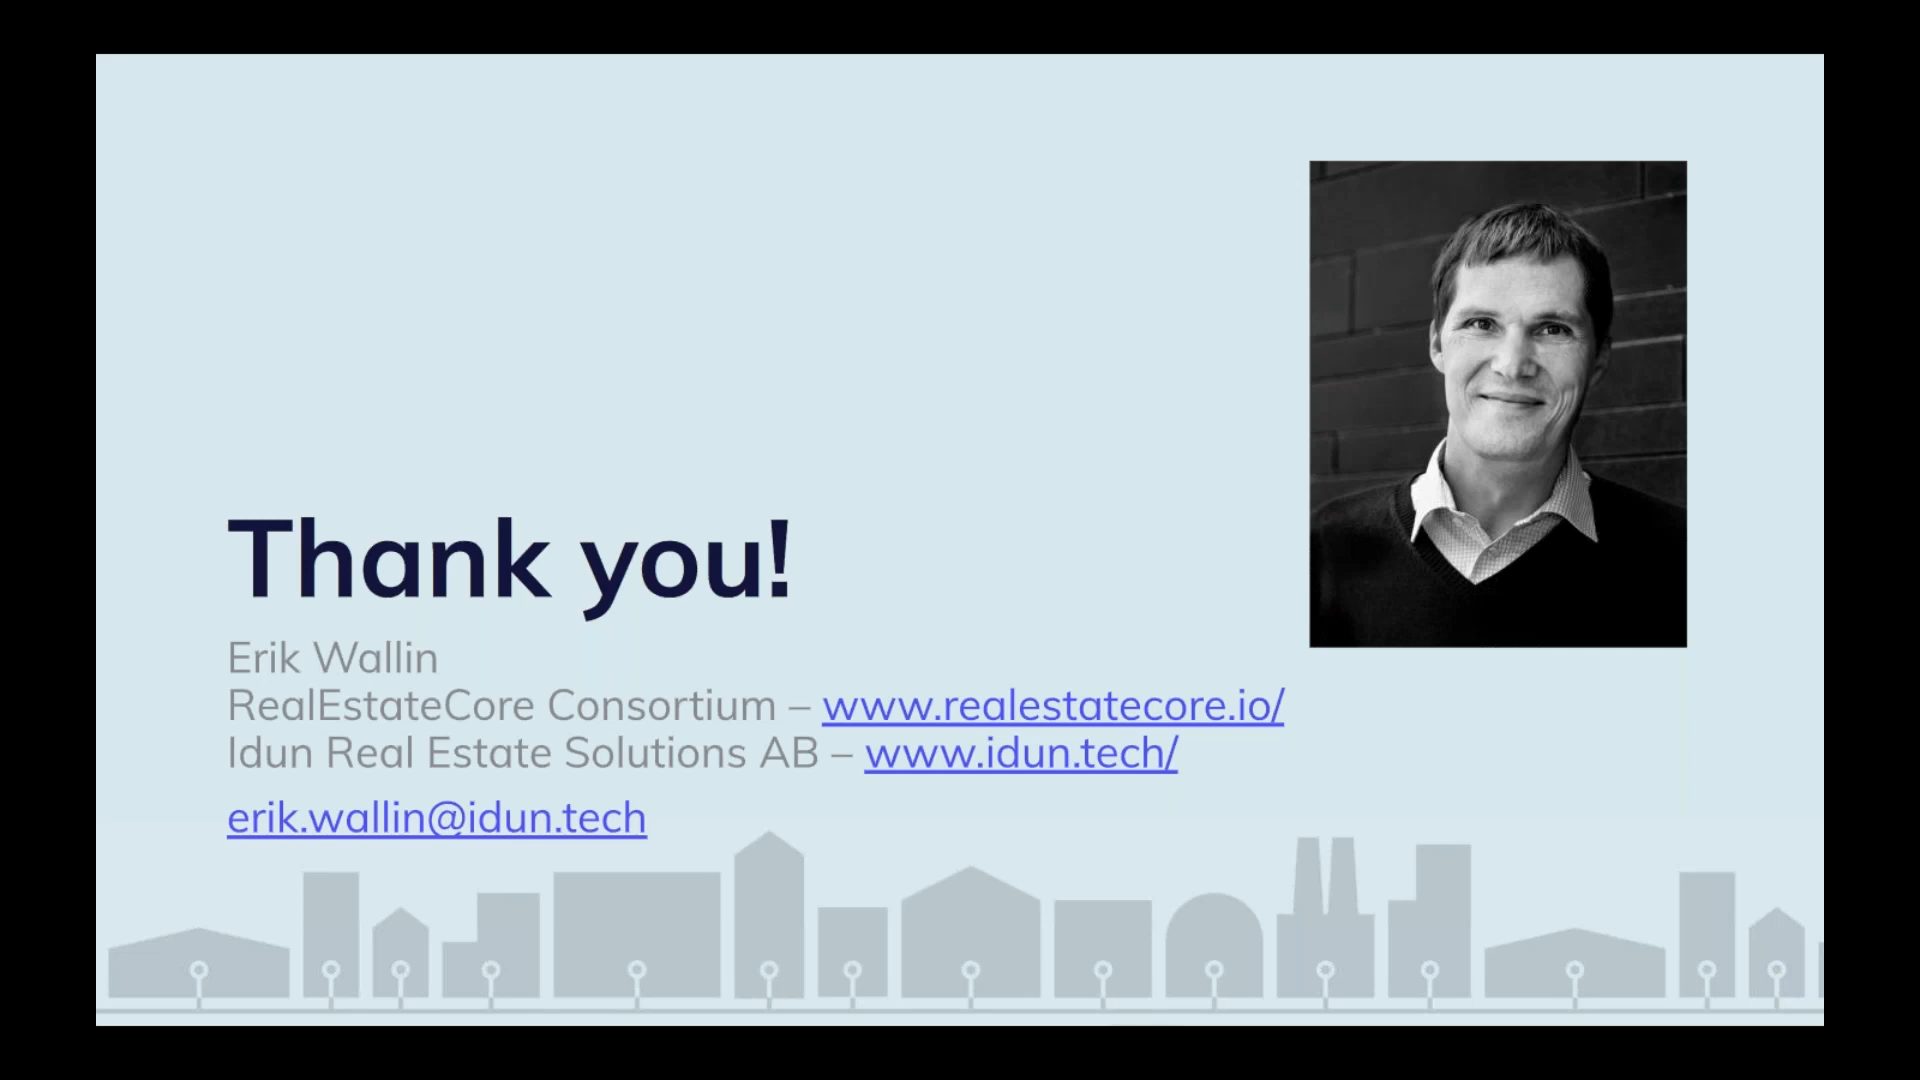 Thank you!
Erik Wallin
RealEstateCore Consortium – www.realestatecore.io/
Idun Real Estate Solutions AB – www.idun.tech/
erik.wallin@idun.tech